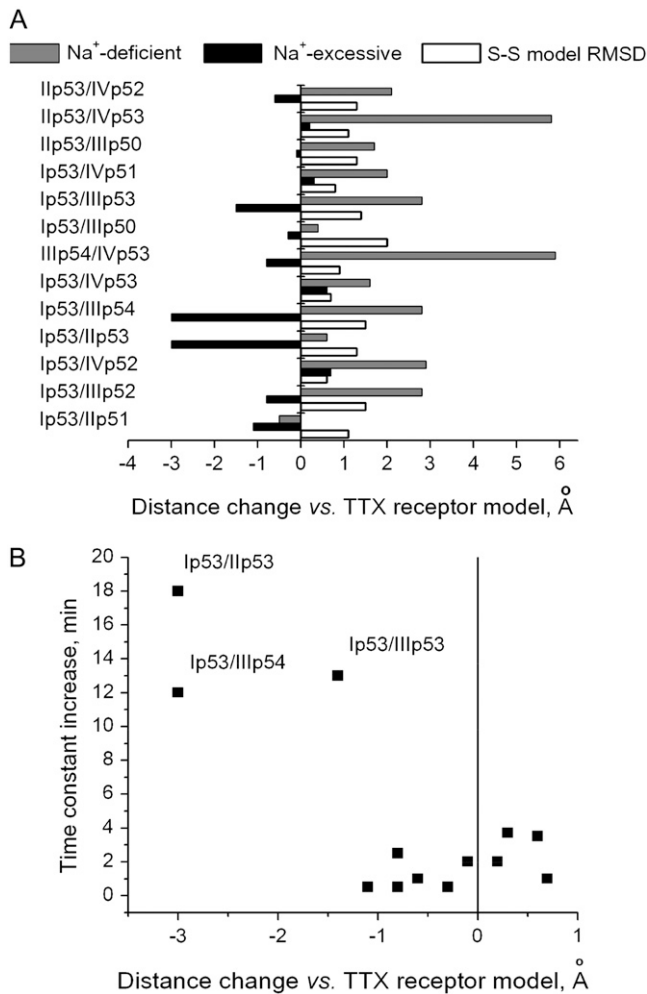 A
Na+-deficient Na+-excessive S-S model RMSD
IIp53/IVp52
IIp53/IVp53
IIp53/IIIp50
Ip53/IVp51
Ip53/IIIp53
Ip53/IIIp50
IIIp54/IVp53
Ip53/IVp53
Ip53/IIIp54
Ip53/IIp53
Ip53/IVp52
Ip53/IIIp52
Ip53/IIp51
-4 -3 -2 -1 0 1 2 3 4 5 6
Distance change vs. TTX receptor model, Å
B
20
18
16
14
12
10
8
6
4
2
0
Time constant increase, min
Ip53/IIp53
Ip53/IIIp53
Ip53/IIIp54
-3 -2 -1 0 1
Distance change vs. TTX receptor model, Å